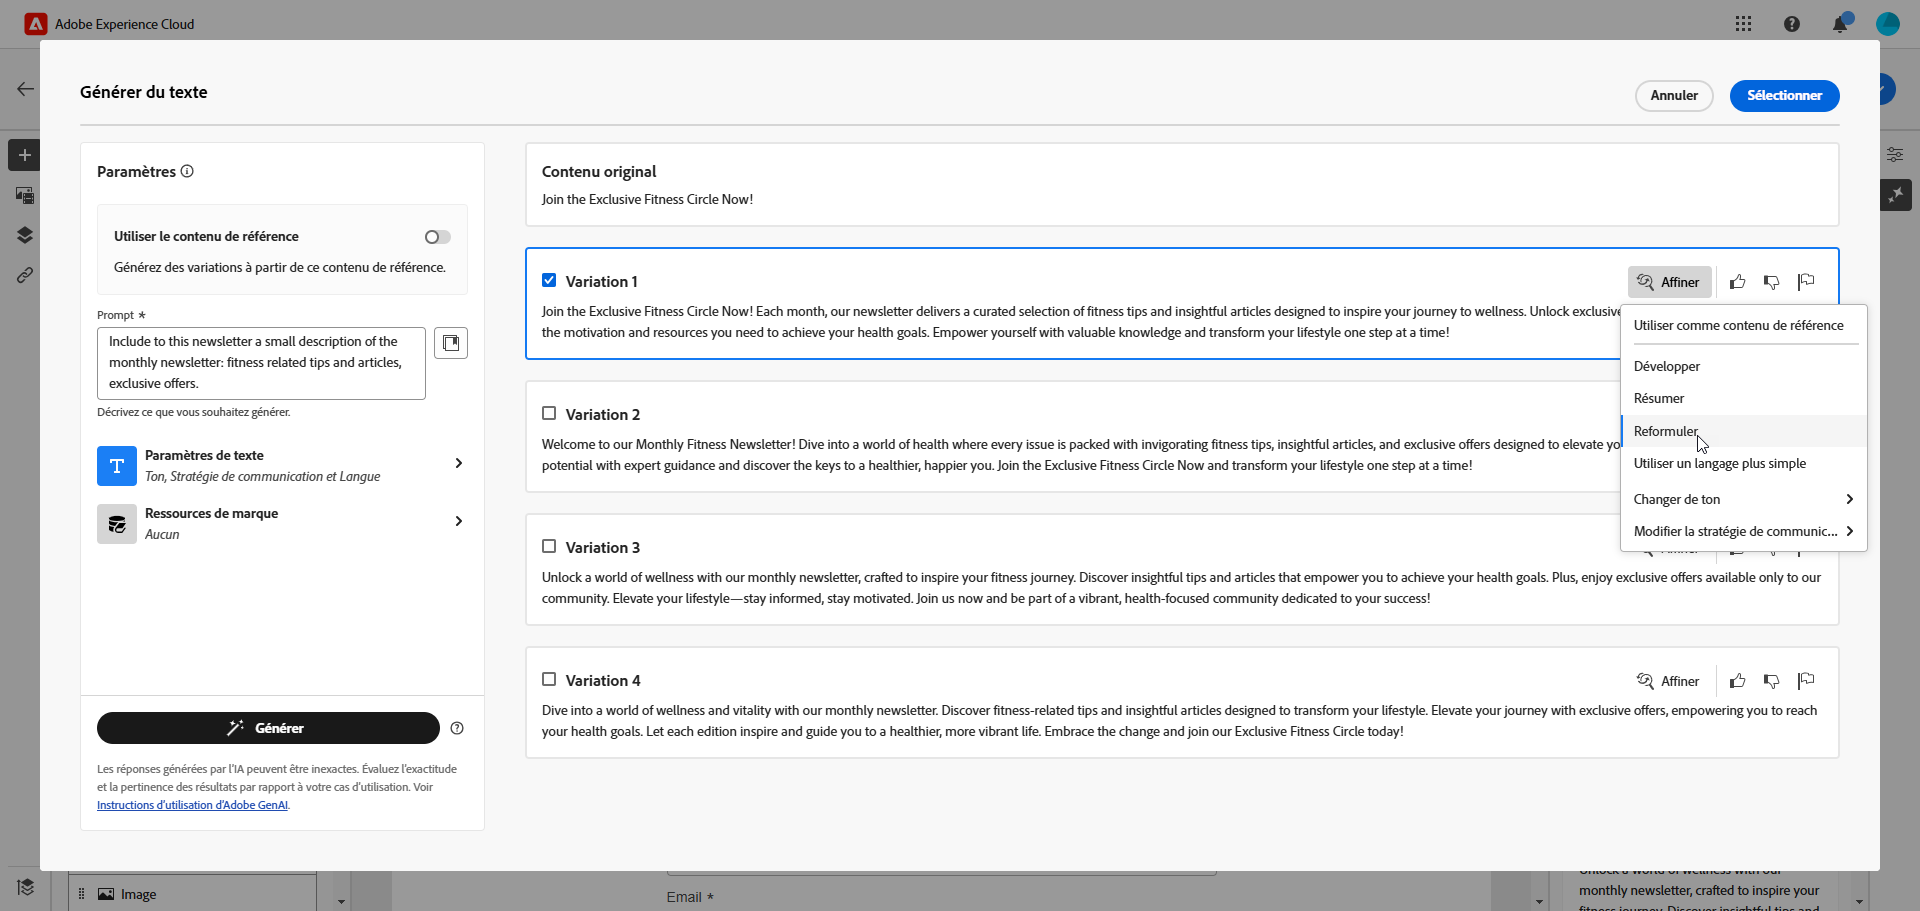 Adobe Experience Cloud
Générer du texte
Annuler
Sélectionner
Paramètres
Utiliser le contenu de référence
Générez des variations à partir de ce contenu de référence.
Prompt *
Include to this newsletter a small description of the
monthly newsletter: fitness related tips and articles,
exclusive offers.
Décrivez ce que vous souhaitez générer.
T
Paramètres de texte
Ton, Stratégie de communication et Langue
Ressources de marque
Aucun
Générer
Les réponses générées par l'IA peuvent être inexactes. Évaluez l'exactitude
et la pertinence des résultats par rapport à votre cas d'utilisation. Voir
Instructions d'utilisation d'Adobe GenAI.
Contenu original
Join the Exclusive Fitness Circle Now!
Variation 1
Affiner
Join the Exclusive Fitness Circle Now! Each month, our newsletter delivers a curated selection of fitness tips and insightful articles designed to inspire your journey to wellness. Unlock exclusive
the motivation and resources you need to achieve your health goals. Empower yourself with valuable knowledge and transform your lifestyle one step at a time!
Utiliser comme contenu de référence
Développer
Résumer
Reformuler
Utiliser un langage plus simple
Changer de ton
Modifier la stratégie de communic...
Variation 2
Welcome to our Monthly Fitness Newsletter! Dive into a world of health where every issue is packed with invigorating fitness tips, insightful articles, and exclusive offers designed to elevate yo
potential with expert guidance and discover the keys to a healthier, happier you. Join the Exclusive Fitness Circle Now and transform your lifestyle one step at a time!
Variation 3
Unlock a world of wellness with our monthly newsletter, crafted to inspire your fitness journey. Discover insightful tips and articles that empower you to achieve your health goals. Plus, enjoy exclusive offers available only to our
community. Elevate your lifestyle—stay informed, stay motivated. Join us now and be part of a vibrant, health-focused community dedicated to your success!
Variation 4
Affiner
Dive into a world of wellness and vitality with our monthly newsletter. Discover fitness-related tips and insightful articles designed to transform your lifestyle. Elevate your journey with exclusive offers, empowering you to reach
your health goals. Let each edition inspire and guide you to a healthier, more vibrant life. Embrace the change and join our Exclusive Fitness Circle today!
Image
Email *
monthly newsletter, crafted to inspire your